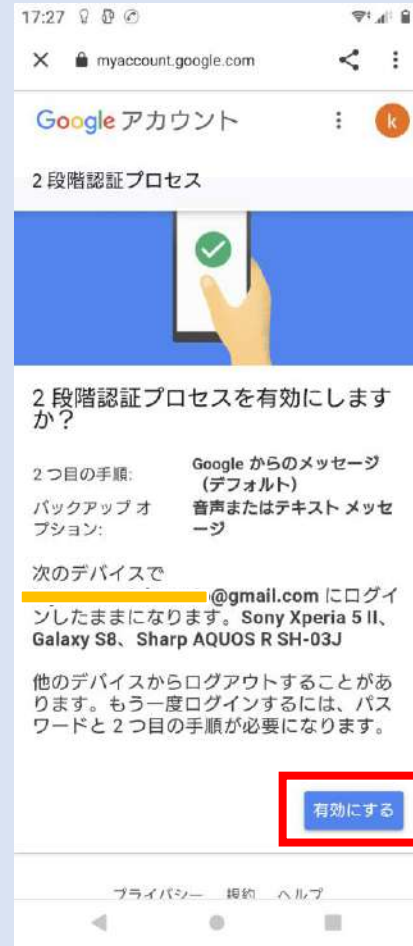 17:27
myaccount.google.com
Google アカウント
k
2 段階認証プロセス
2 段階認証プロセスを有効にします
か？
2 つ目の手順:
Google からのメッセージ
（デフォルト）
バックアップ オ
プション:
音声またはテキスト メッセ
ージ
次のデバイスで
@gmail.com にログイ
ンしたままになります。Sony Xperia 5 II、
Galaxy S8、Sharp AQUOS R SH-03J
他のデバイスからログアウトすることがあ
ります。もう一度ログインするには、パス
ワードと 2 つ目の手順が必要になります。
有効にする
プライバシー 規約 ヘルプ